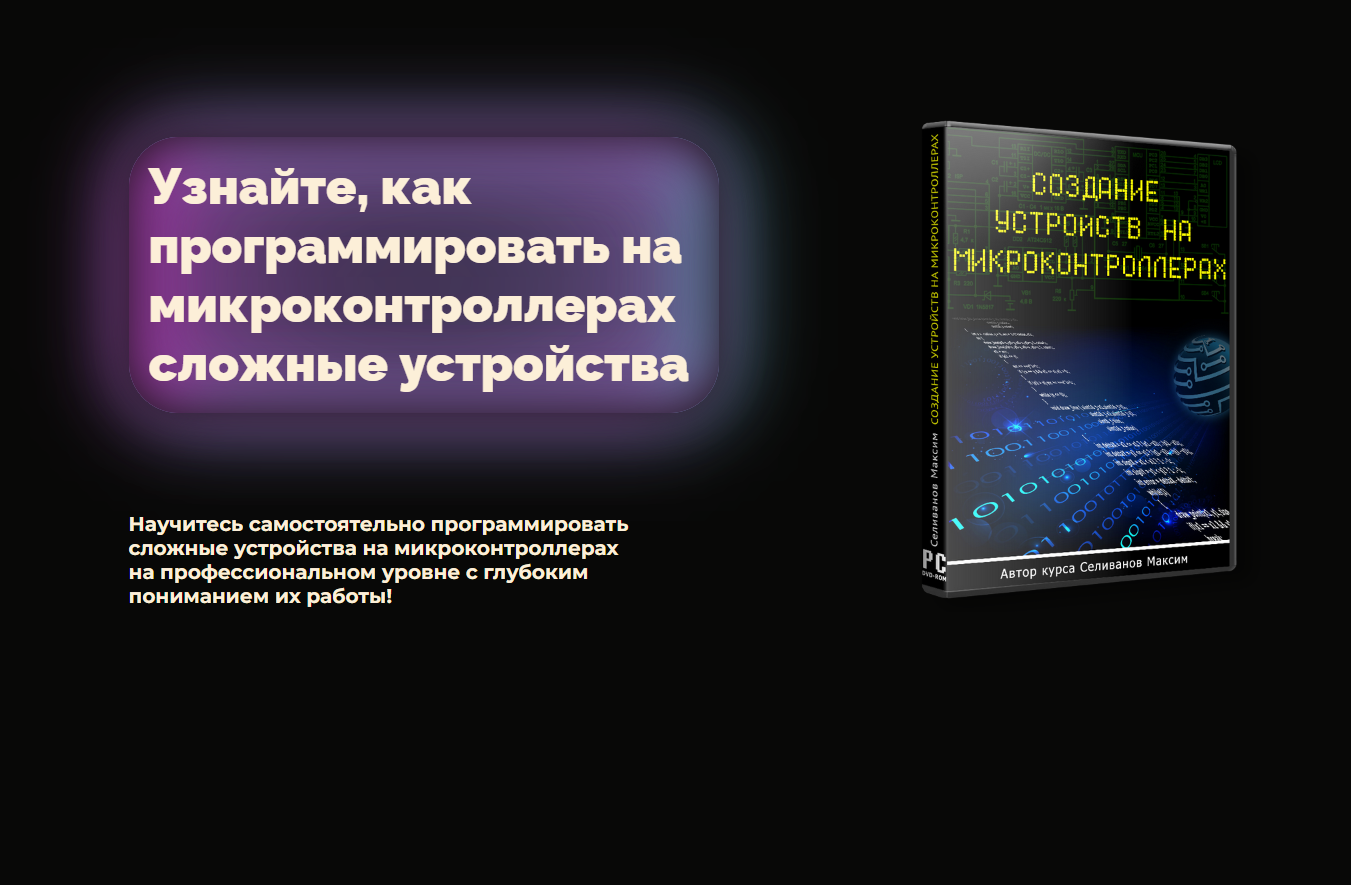 Узнайте, как
программировать на
микроконтроллерах
сложные устройства
Научитесь самостоятельно программировать
сложные устройства на микроконтроллерах
на профессиональном уровне с глубоким
пониманием их работы!
СОЗДАНИЕ
УСТРОЙСТВ НА
МИКРОКОНТРОЛЛЕРАХ
Автор курса Селиванов Максим
Селиванов Максим СОЗДАНИЕ УСТРОЙСТВ НА МИКРОКОНТРОЛЛЕРАХ
PC
DVD-ROM